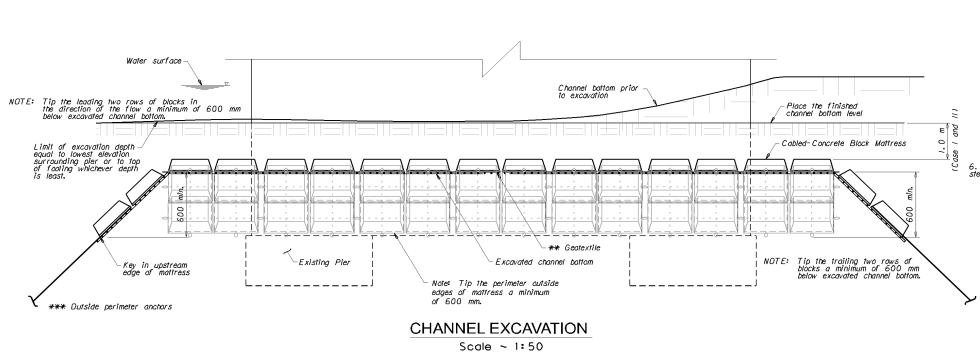 Water surface
NOTE: Tip the leading two rows of blocks in
the direction of the flow a minimum of 600 mm
below excavated channel bottom.
Channel bottom prior
to excavation
Place the finished
channel bottom level
Limit of excavation depth
equal to lowest elevation
surrounding pier or to top
of footing whichever depth
is least.
Cabled-Concrete Block Mattress
1.0 m
(Case I and II)
6.
ste
600 min.
600 min.
** Geotextile
Excavated channel bottom
Existing Pier
Key in upstream
edge of mattress
NOTE: Tip the trailing two rows of
blocks a minimum of 600 mm
below excavated channel bottom.
Note: Tip the perimeter outside
edges of mattress a minimum
of 600 mm.
*** Outside perimeter anchors
CHANNEL EXCAVATION
Scale ~ 1:50